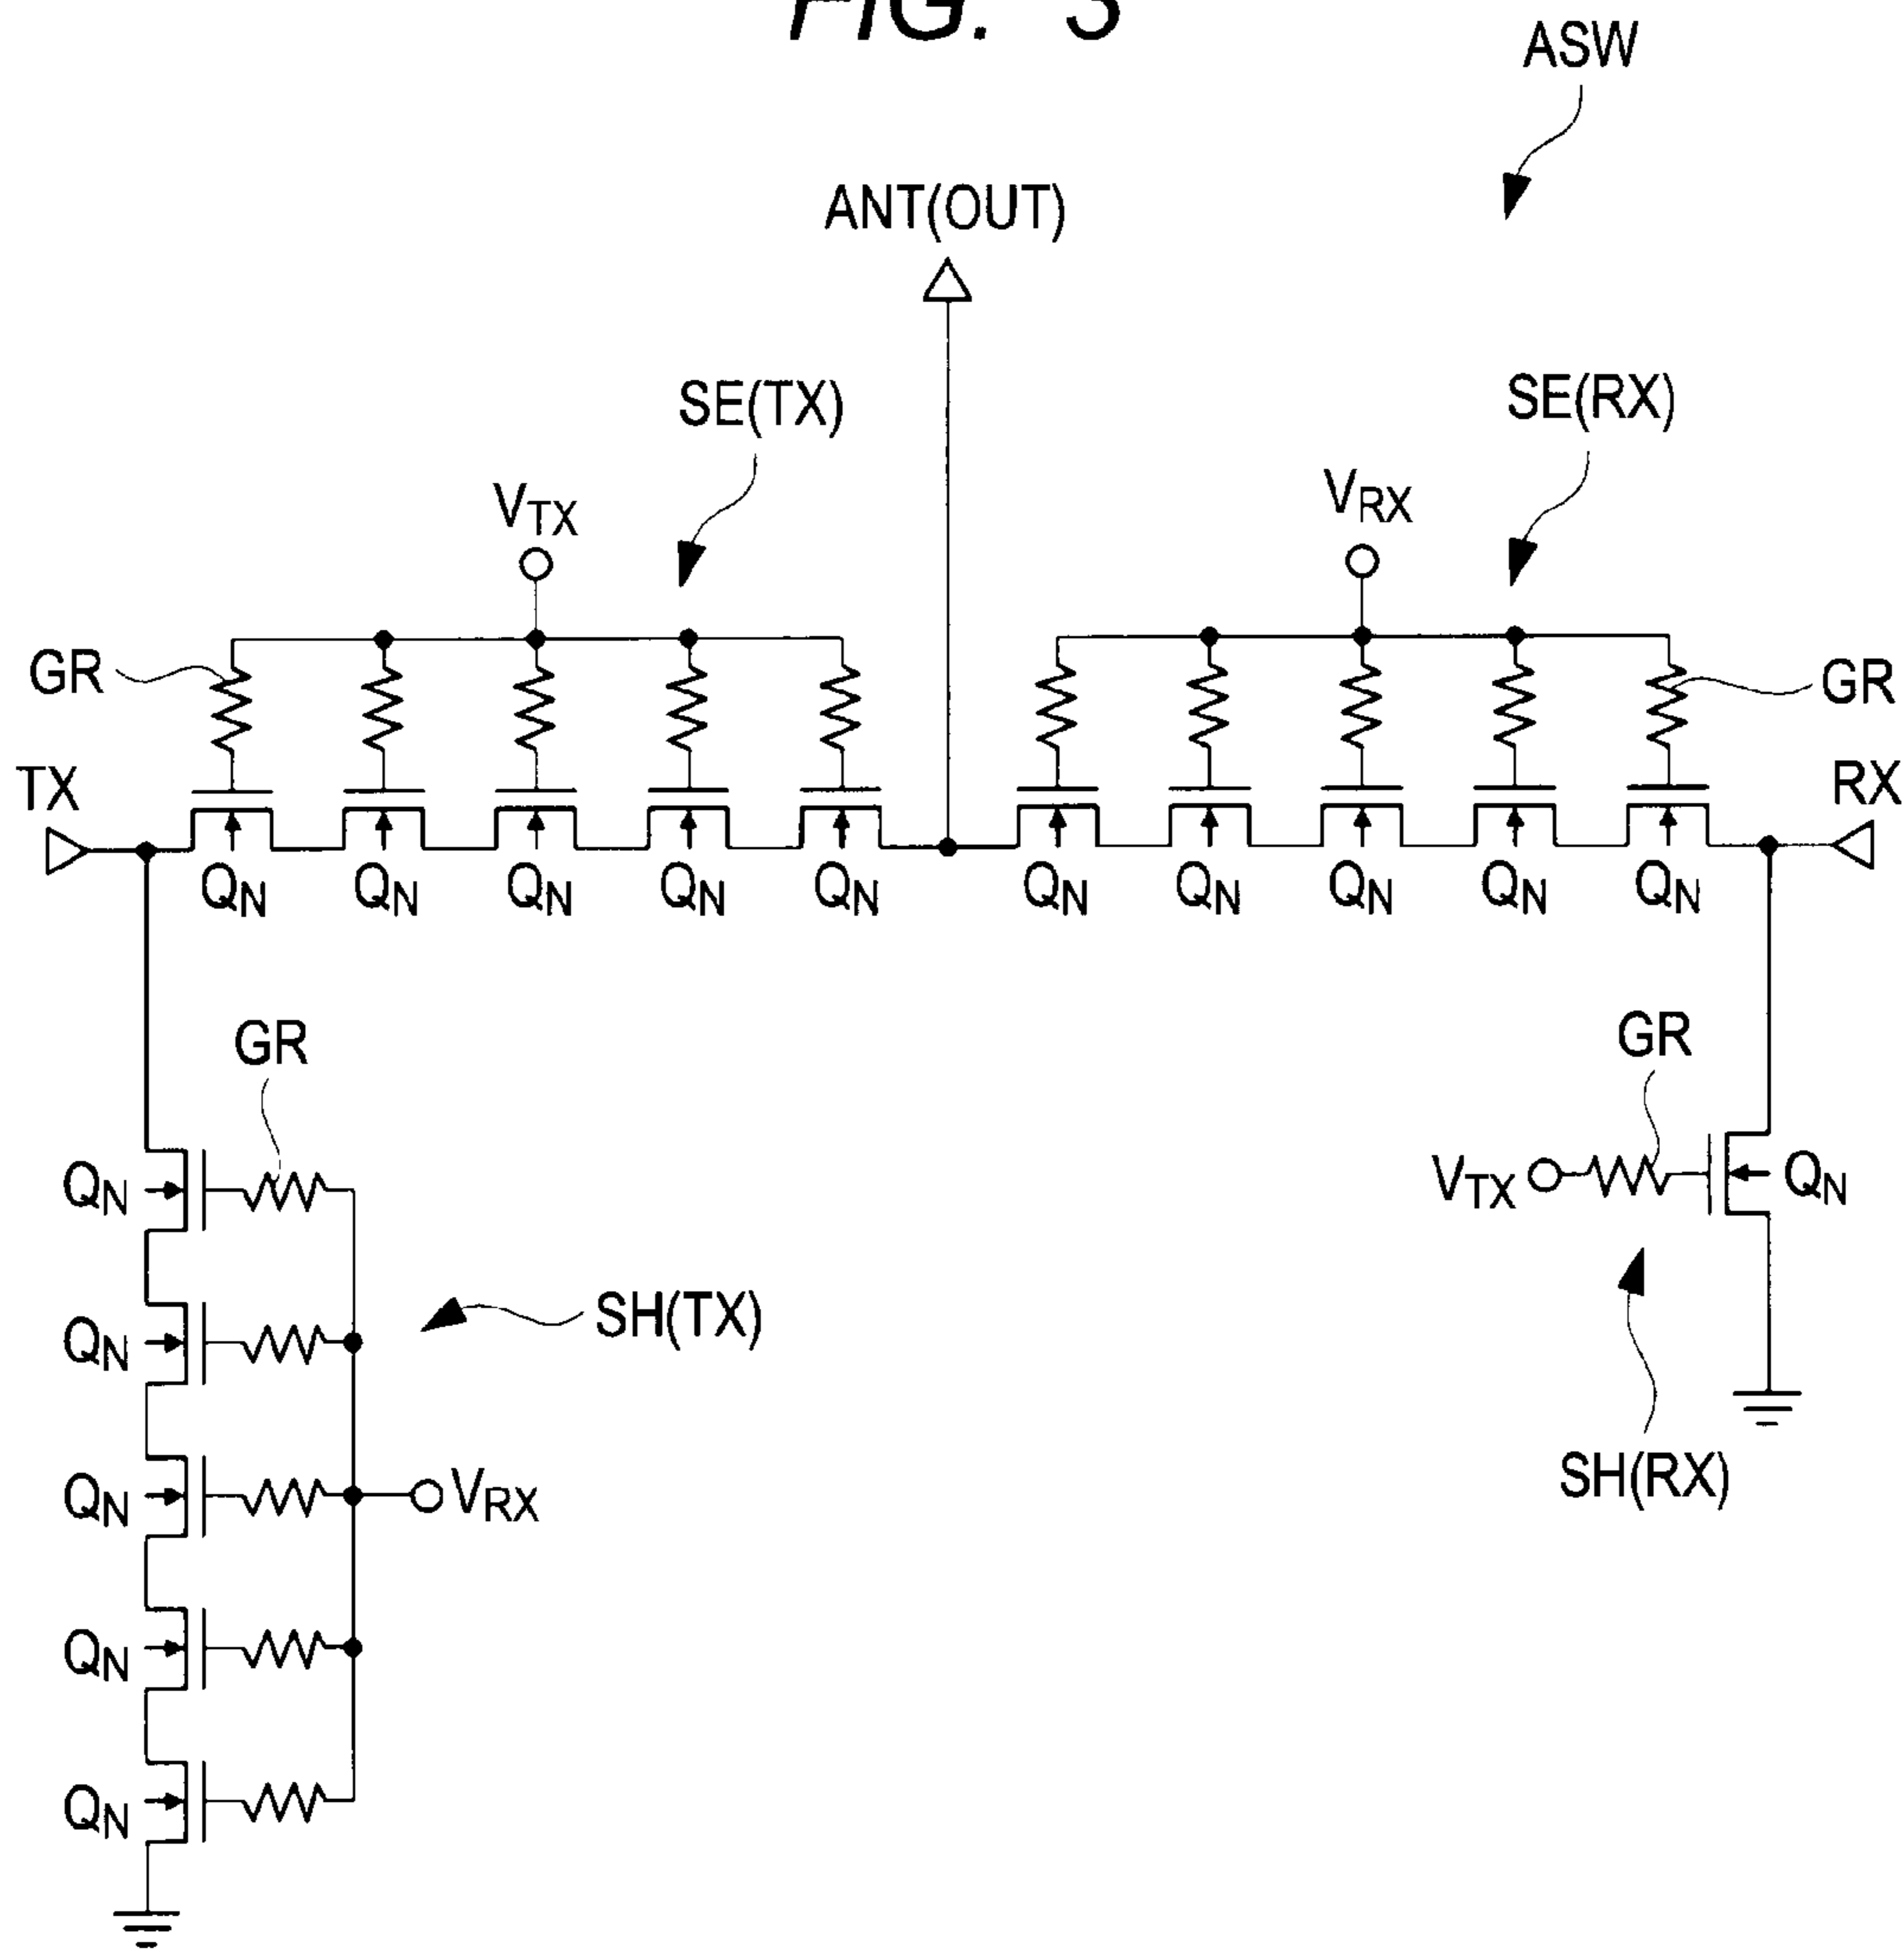 FIG. 3
ASW
ANT(OUT)
SE(TX)
SE(RX)
VTX
VRX
GR
GR
TX
RX
QN QN QN QN QN QN QN QN QN QN
GR
GR
QN
VTX
QN
QN
SH(TX)
QN
VRX
SH(RX)
QN
QN